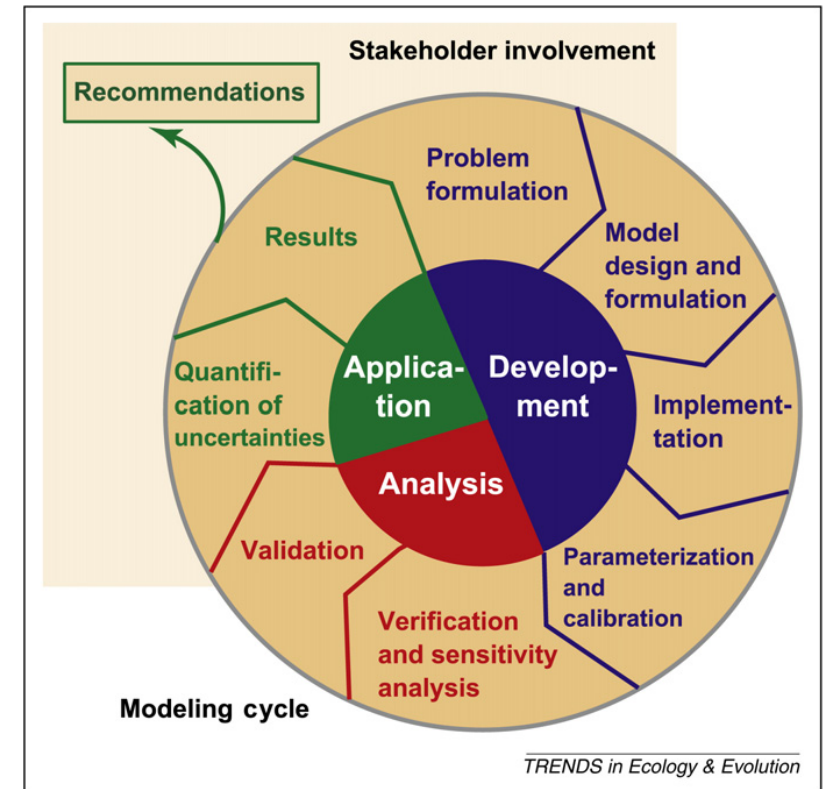 Stakeholder involvement
Recommendations
Problem
formulation
Results
Model
design and
formulation
Applica-
tion
Develop-
ment
Quantifi-
cation of
uncertainties
Implement-
tation
Analysis
Validation
Parameterization
and
calibration
Verification
and sensitivity
analysis
Modeling cycle
TRENDS in Ecology & Evolution